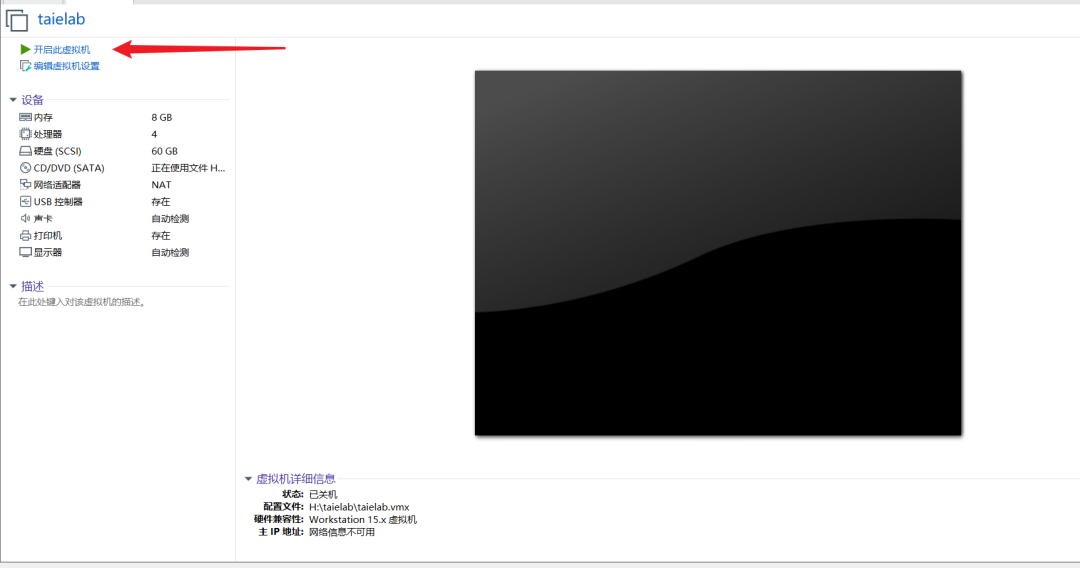 taielab
开启此虚拟机
编辑虚拟机设置
设备
内存 8 GB
处理器 4
硬盘 (SCSI) 60 GB
CD/DVD (SATA) 正在使用文件 H...
网络适配器 NAT
USB 控制器 存在
声卡 自动检测
打印机 存在
显示器 自动检测
描述
在此处键入对该虚拟机的描述。
虚拟机详细信息
状态: 已关机
配置文件: H:\taielab\taielab.vmx
硬件兼容性: Workstation 15.x 虚拟机
主 IP 地址: 网络信息不可用